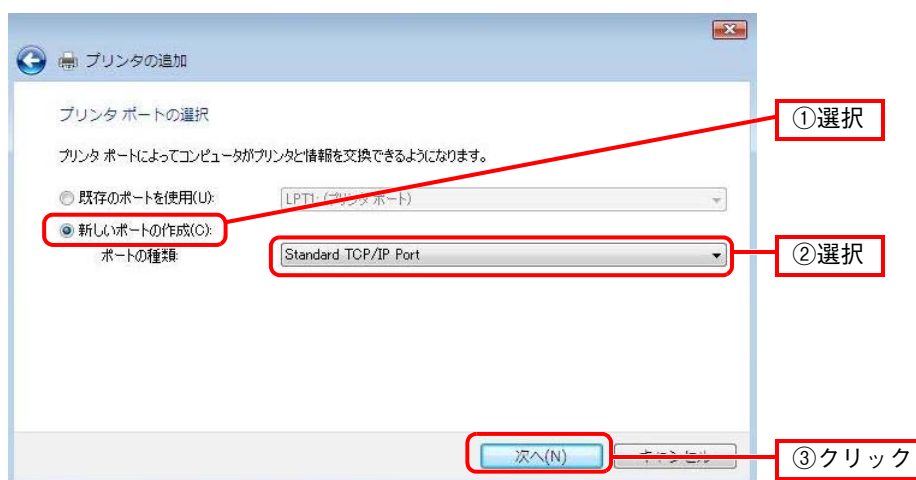 プリンタの追加
プリンタ ポートの選択
①選択
プリンタ ポートによってコンピュータがプリンタと情報を交換できるようになります。
既存のポートを使用(U):
LPT1: (プリンタ ポート)
新しいポートの作成(C):
ポートの種類:
Standard TCP/IP Port
②選択
次へ(N)
キャンセル
③クリック